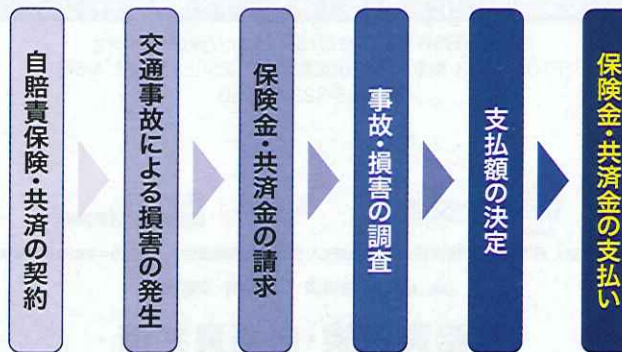 自賠責保険・共済の契約
交通事故による損害の発生
保険金・共済金の請求
事故・損害の調査
支払額の決定
保険金・共済金の支払い